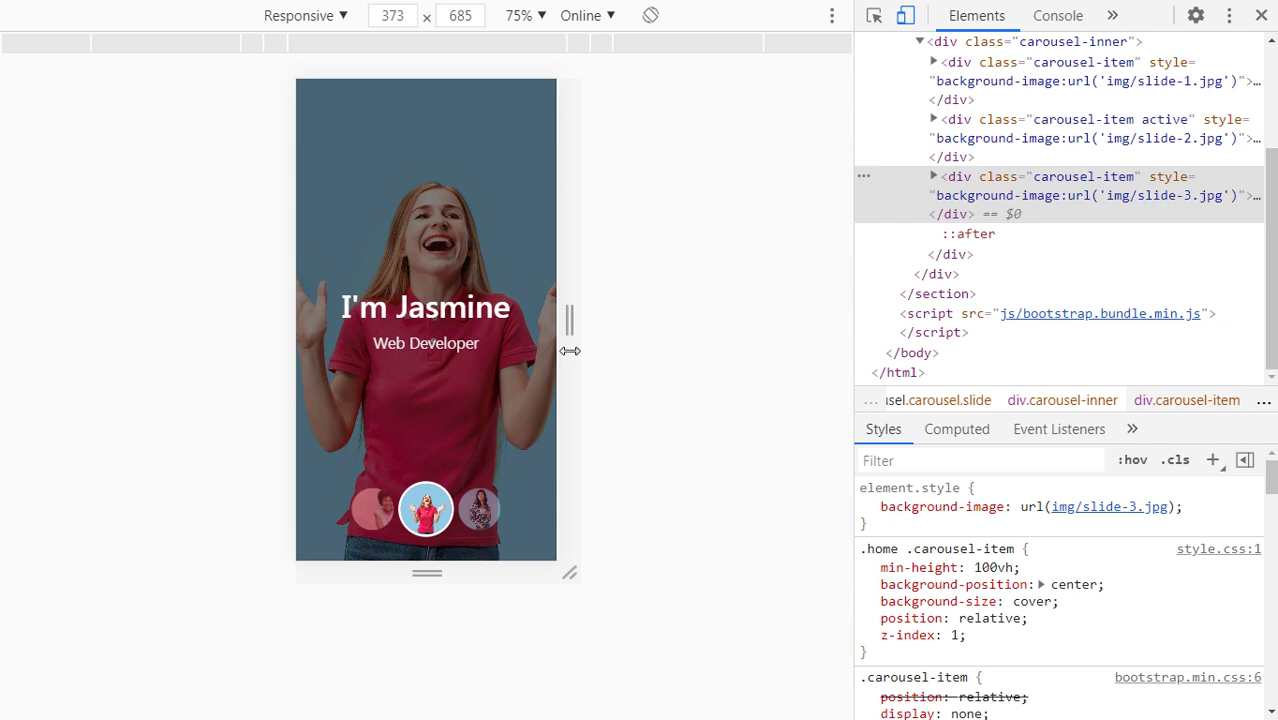 Responsive ▼ 373 × 685 75% ▼ Online ▼
Elements Console »
▼<div class="carousel-inner">
▶<div class="carousel-item" style=
"background-image:url('img/slide-1.jpg')">…
</div>
▶<div class="carousel-item active" style=
"background-image:url('img/slide-2.jpg')">…
</div>
▶<div class="carousel-item" style=
"background-image:url('img/slide-3.jpg')">…
</div> == $0
::after
</div>
</div>
</section>
<script src="js/bootstrap.bundle.min.js">
</script>
</body>
</html>
... usel.carousel.slide div.carousel-inner div.carousel-item ...
Styles Computed Event Listeners »
Filter :hov .cls +
element.style {
background-image: url(img/slide-3.jpg);
}
.home .carousel-item { style.css:1
min-height: 100vh;
background-position:▶ center;
background-size: cover;
position: relative;
z-index: 1;
}
.carousel-item { bootstrap.min.css:6
position: relative;
display: none;
I'm Jasmine
Web Developer